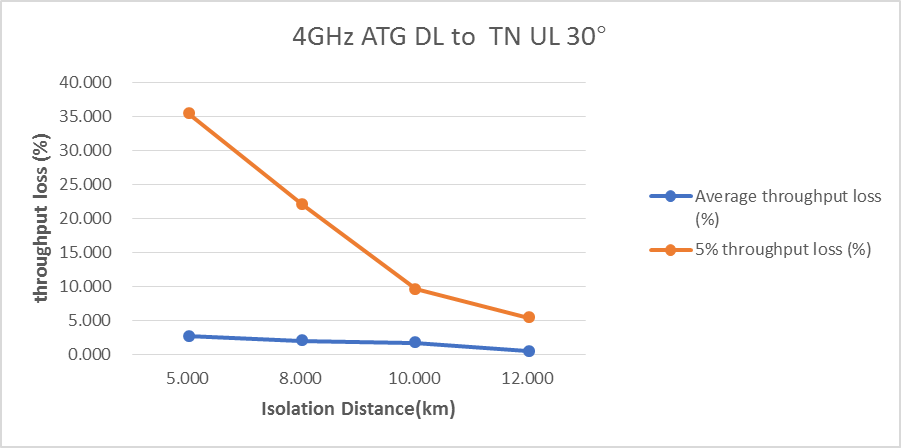 4GHz ATG DL to  TN UL 30°
40.000
35.000
30.000
25.000
20.000
15.000
10.000
5.000
0.000
throughput loss (%)
5.000
8.000
10.000
12.000
Isolation Distance(km)
Average throughput loss
(%)
5% throughput loss (%)